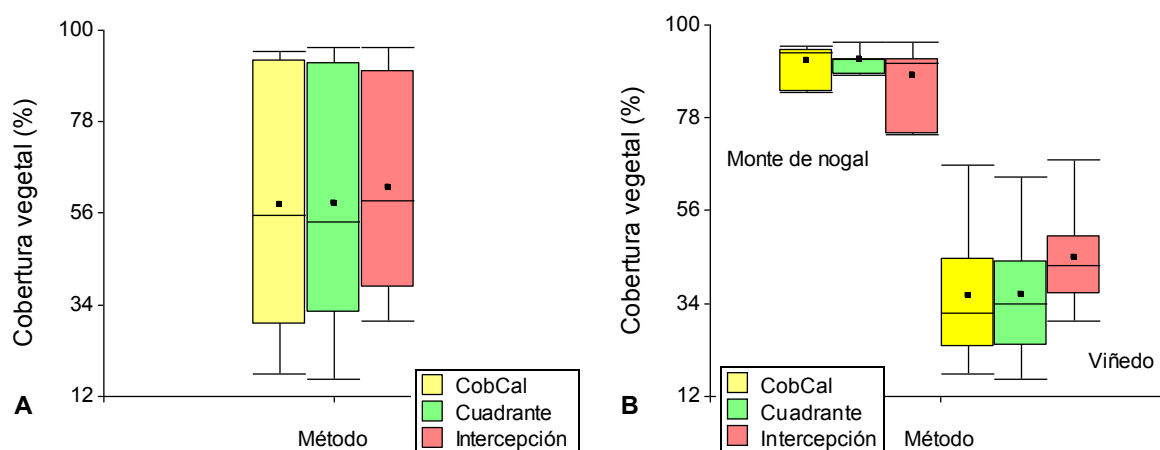 Cobertura vegetal (%)
100
78
56
34
12
A
Método
CobCal
Cuadrante
Intercepción
Cobertura vegetal (%)
100
78
56
34
12
B
Monte de nogal
Viñedo
Método
CobCal
Cuadrante
Intercepción